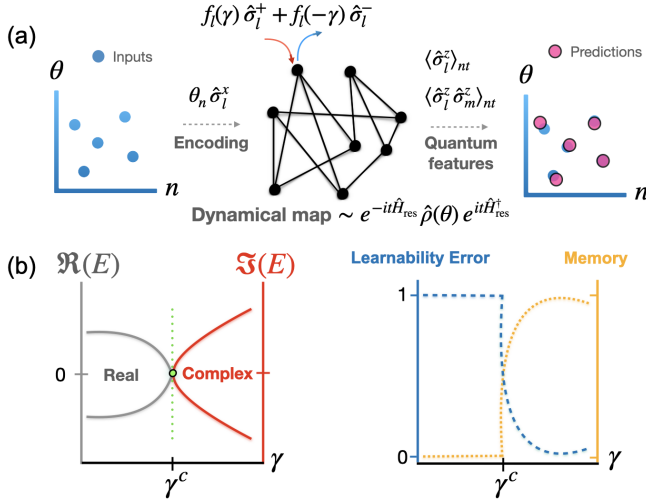 (a)
f_l(γ) σ̂_l^+ + f_l(−γ) σ̂_l^−
Inputs
θ
n
θ_n σ̂_l^x
Encoding
⟨σ̂_l^z⟩_nt
⟨σ̂_l^z σ̂_m^z⟩_nt
Quantum
features
Predictions
θ
n
Dynamical map ∼ e^{−itĤ_res} ρ̂(θ) e^{itĤ_res^†}
(b)
ℜ(E)
ℑ(E)
0
Real
Complex
γ^c
γ
Learnability Error
Memory
1
0
γ^c
γ